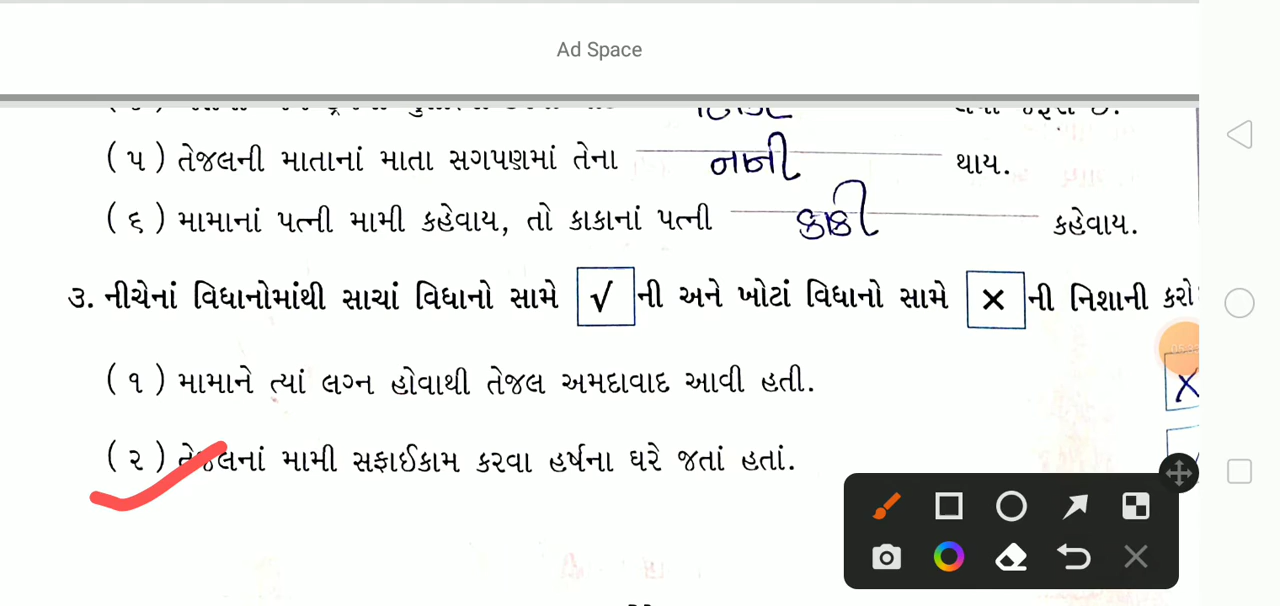 Ad Space
(૫) તેજલની માતાનાં માતા સગપણમાં તેના નાની થાય.
(૬) મામાનાં પત્ની મામી કહેવાય, તો કાકાનાં પત્ની કાકી કહેવાય.
૩. નીચેનાં વિધાનોમાંથી સાચાં વિધાનો સામે √ ની અને ખોટાં વિધાનો સામે × ની નિશાની કરો
(૧) મામાને ત્યાં લગ્ન હોવાથી તેજલ અમદાવાદ આવી હતી. X
(૨) તેજલનાં મામી સફાઈકામ કરવા હર્ષના ઘરે જતાં હતાં.